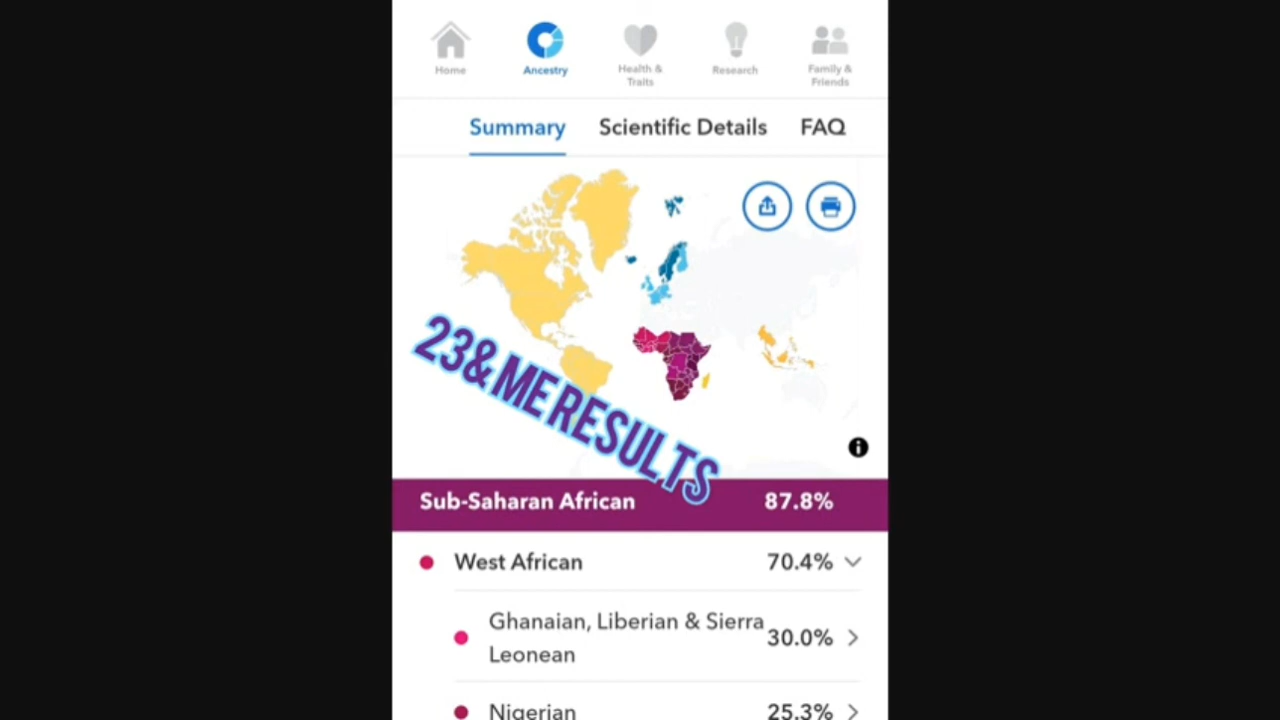 Home
Ancestry
Health &
Traits
Research
Family &
Friends
Summary Scientific Details FAQ
23&ME RESULTS
Sub-Saharan African 87.8%
West African 70.4%
Ghanaian, Liberian & Sierra
Leonean 30.0%
Nigerian 25.3%